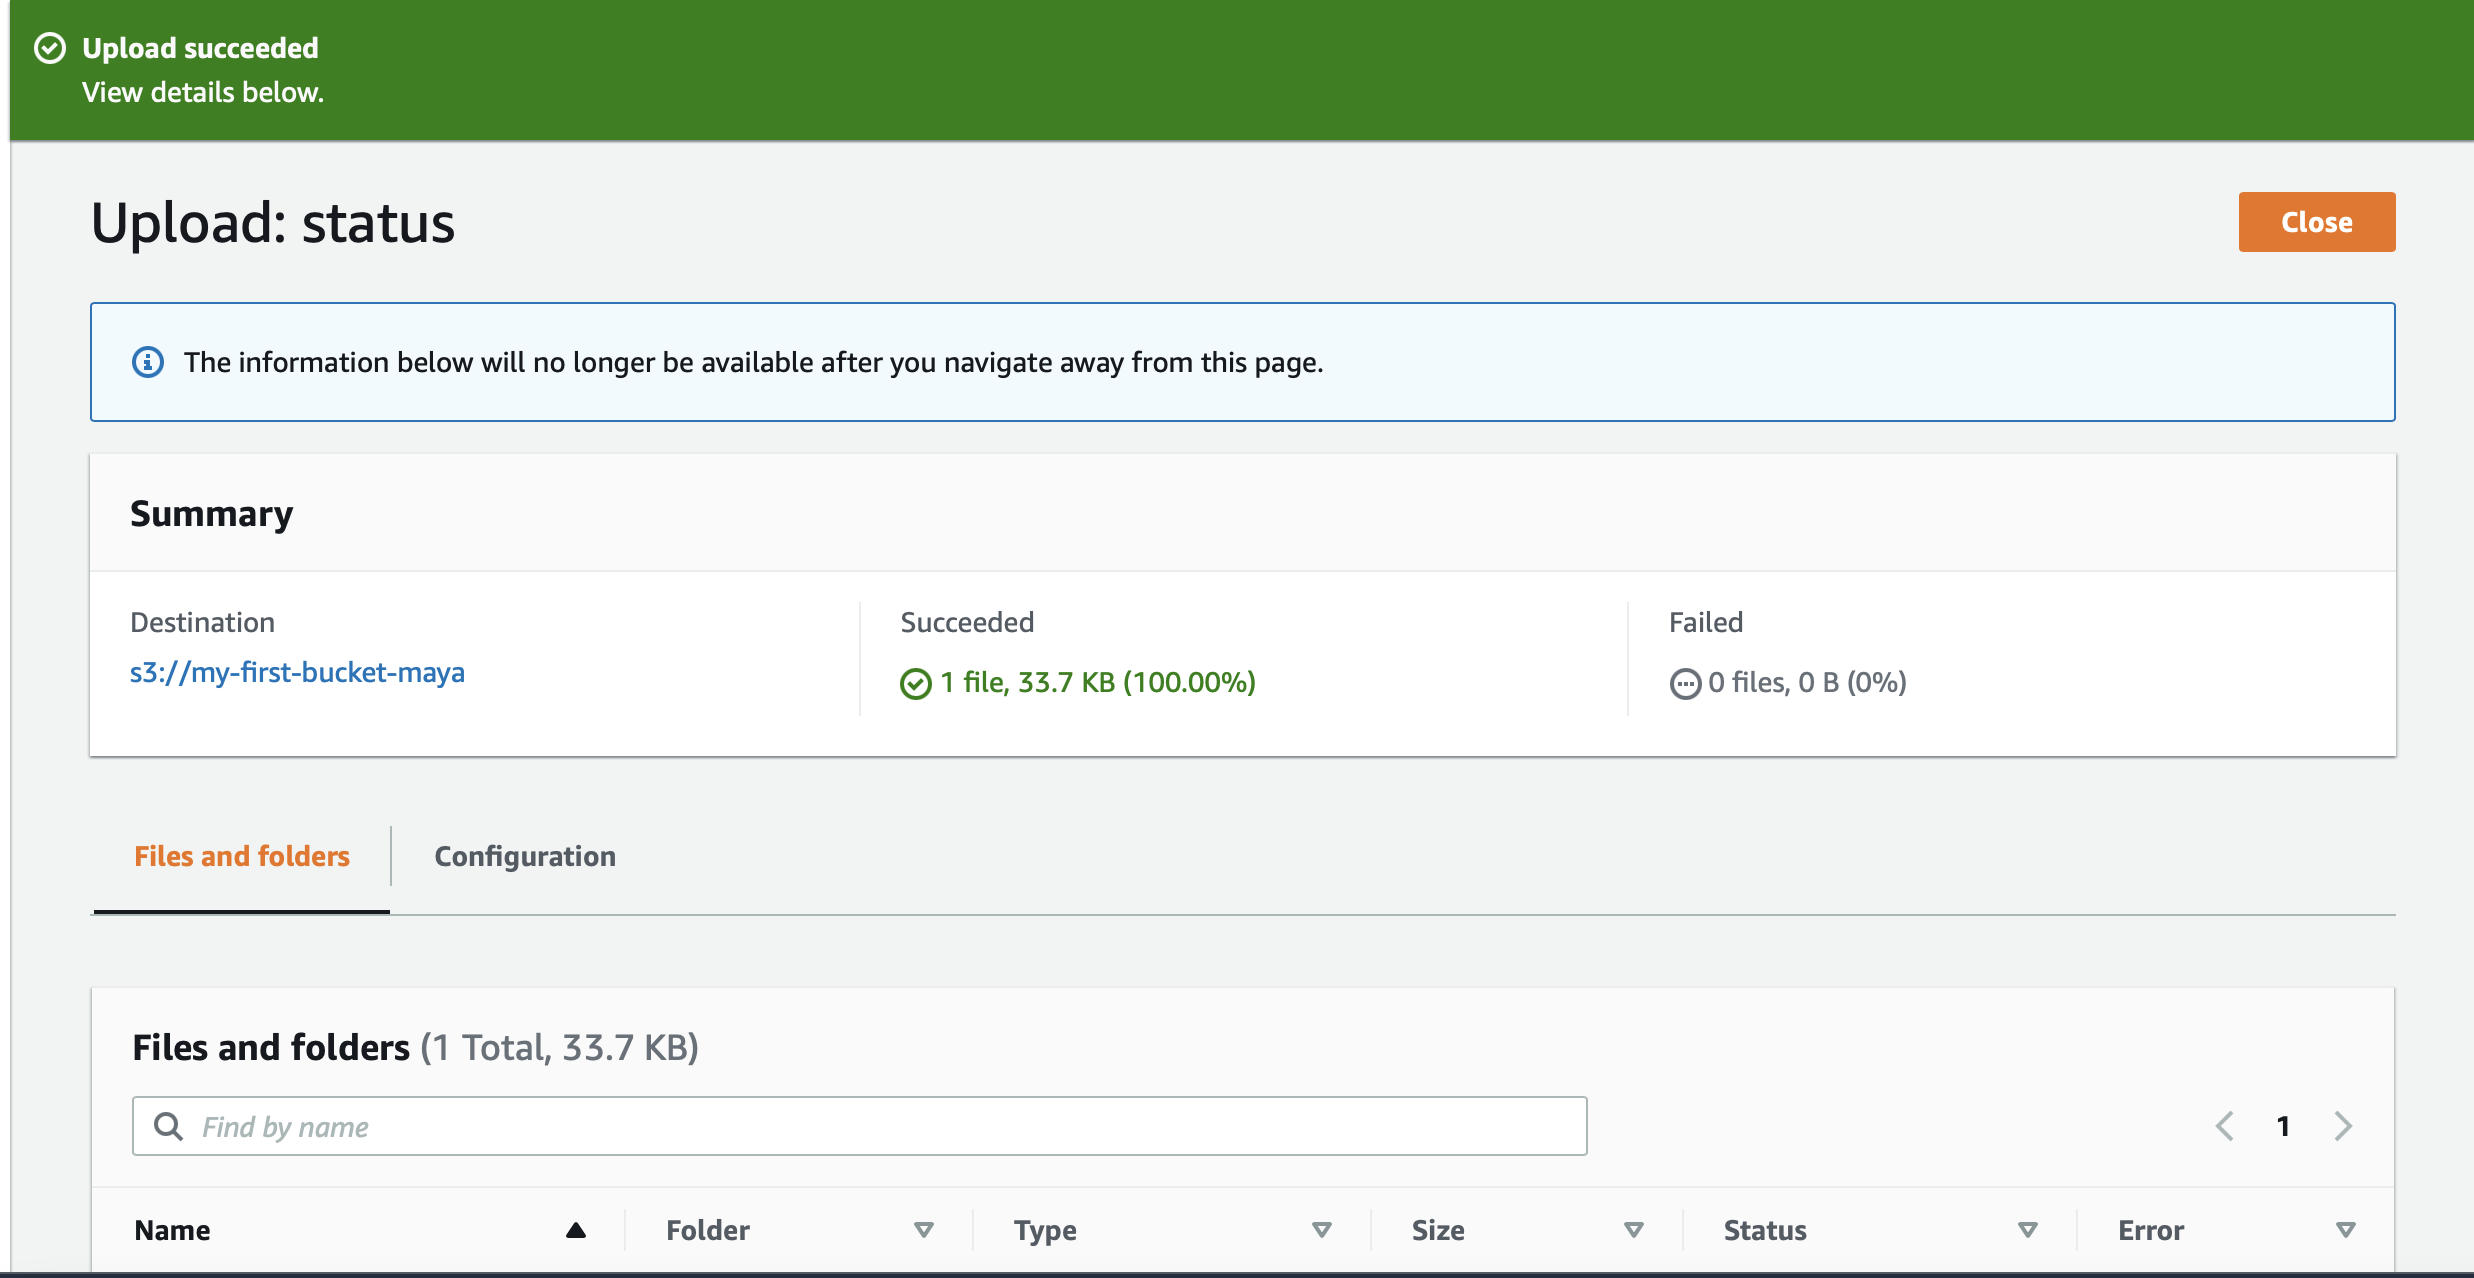 Upload succeeded
View details below.
Upload: status
Close
The information below will no longer be available after you navigate away from this page.
Summary
Destination
s3://my-first-bucket-maya
Succeeded
1 file, 33.7 KB (100.00%)
Failed
0 files, 0 B (0%)
Files and folders
Configuration
Files and folders (1 Total, 33.7 KB)
Find by name
1
Name Folder Type Size Status Error